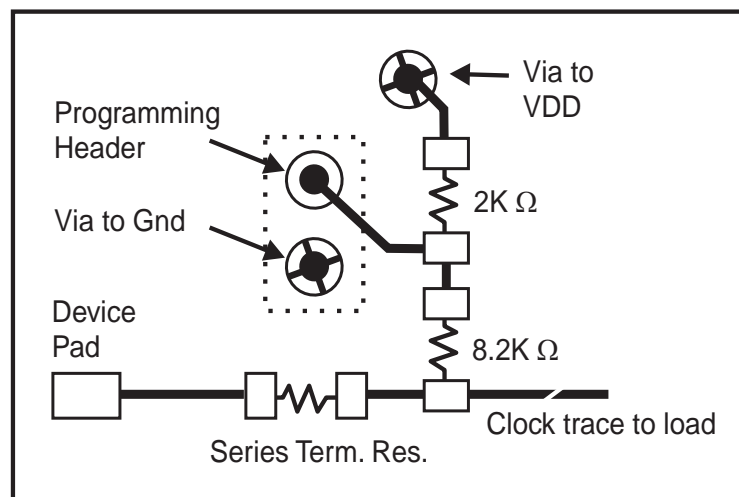 Via to
VDD
Programming
Header
2K Ω
Via to Gnd
Device
Pad
8.2K Ω
Clock trace to load
Series Term. Res.